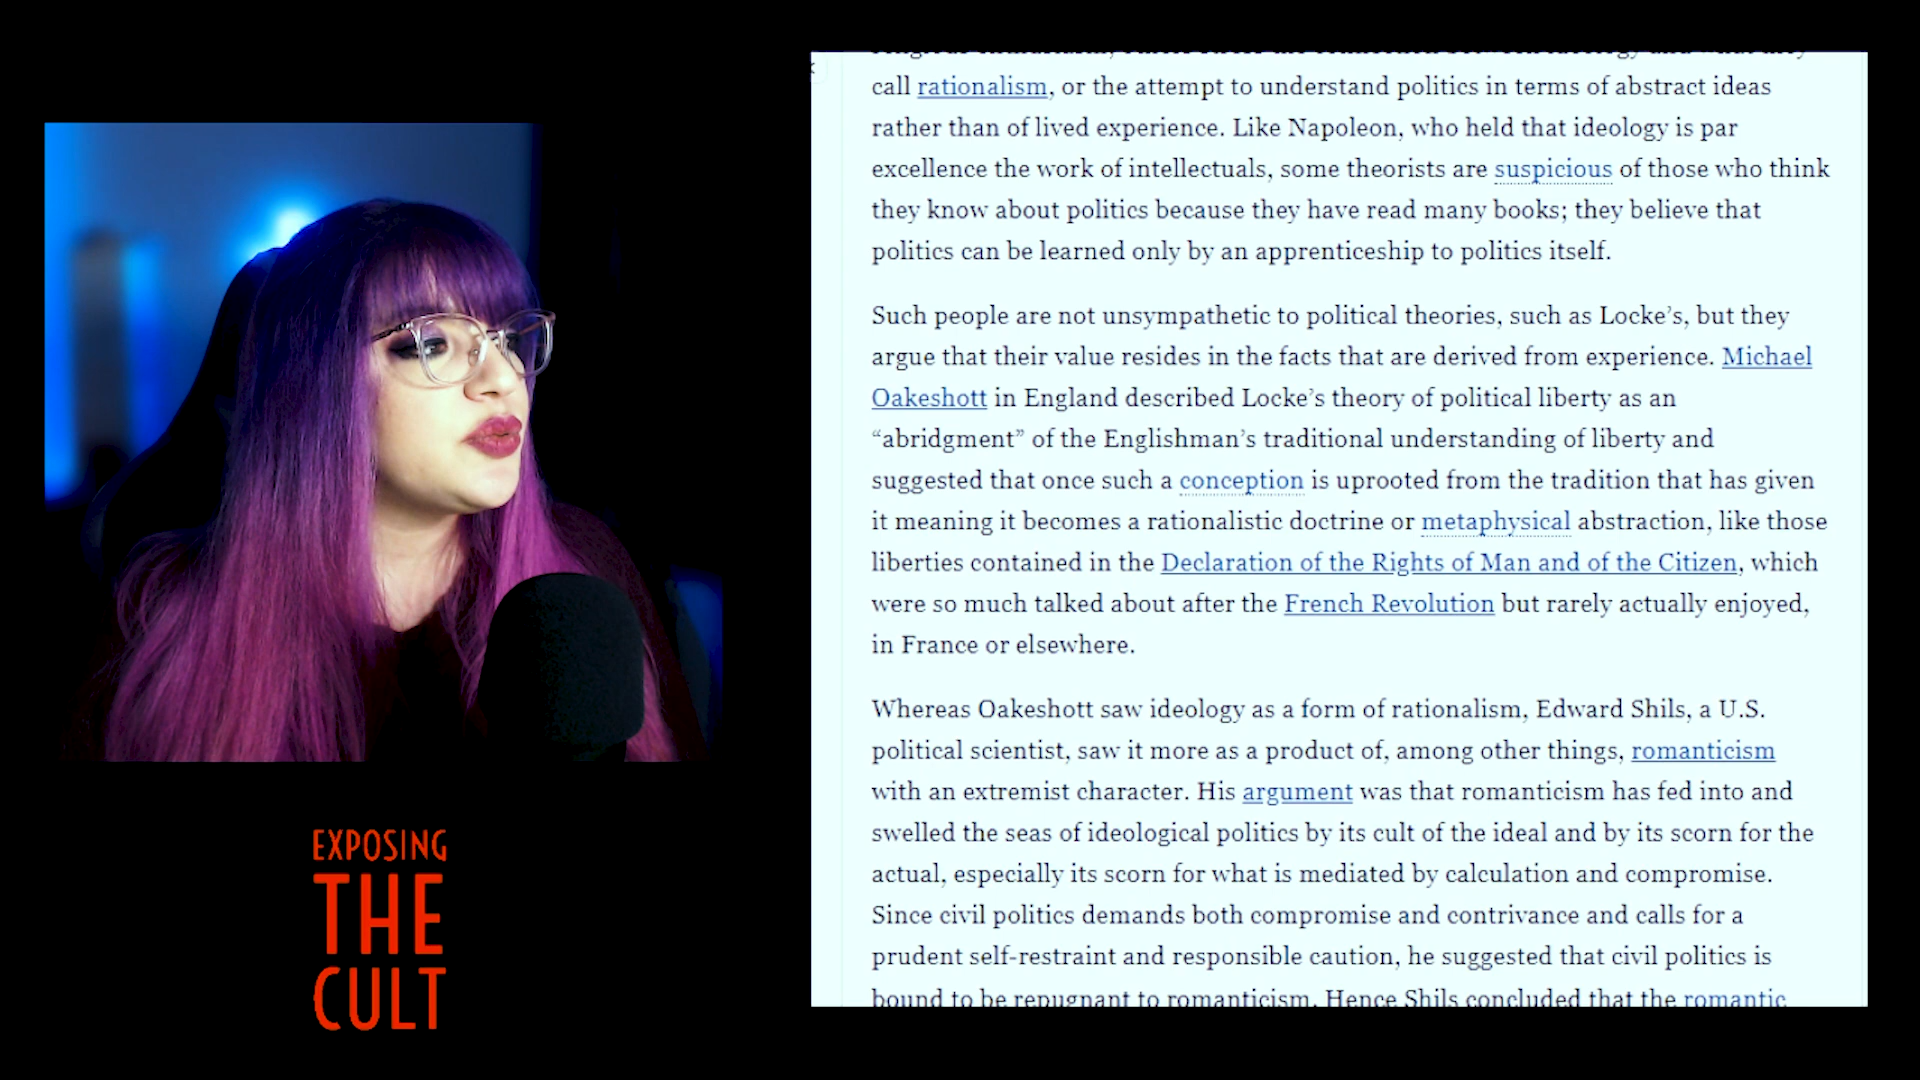 EXPOSING
THE
CULT
call rationalism, or the attempt to understand politics in terms of abstract ideas
rather than of lived experience. Like Napoleon, who held that ideology is par
excellence the work of intellectuals, some theorists are suspicious of those who think
they know about politics because they have read many books; they believe that
politics can be learned only by an apprenticeship to politics itself.
Such people are not unsympathetic to political theories, such as Locke’s, but they
argue that their value resides in the facts that are derived from experience. Michael
Oakeshott in England described Locke’s theory of political liberty as an
“abridgment” of the Englishman’s traditional understanding of liberty and
suggested that once such a conception is uprooted from the tradition that has given
it meaning it becomes a rationalistic doctrine or metaphysical abstraction, like those
liberties contained in the Declaration of the Rights of Man and of the Citizen, which
were so much talked about after the French Revolution but rarely actually enjoyed,
in France or elsewhere.
Whereas Oakeshott saw ideology as a form of rationalism, Edward Shils, a U.S.
political scientist, saw it more as a product of, among other things, romanticism
with an extremist character. His argument was that romanticism has fed into and
swelled the seas of ideological politics by its cult of the ideal and by its scorn for the
actual, especially its scorn for what is mediated by calculation and compromise.
Since civil politics demands both compromise and contrivance and calls for a
prudent self-restraint and responsible caution, he suggested that civil politics is
bound to be repugnant to romanticism. Hence Shils concluded that the romantic